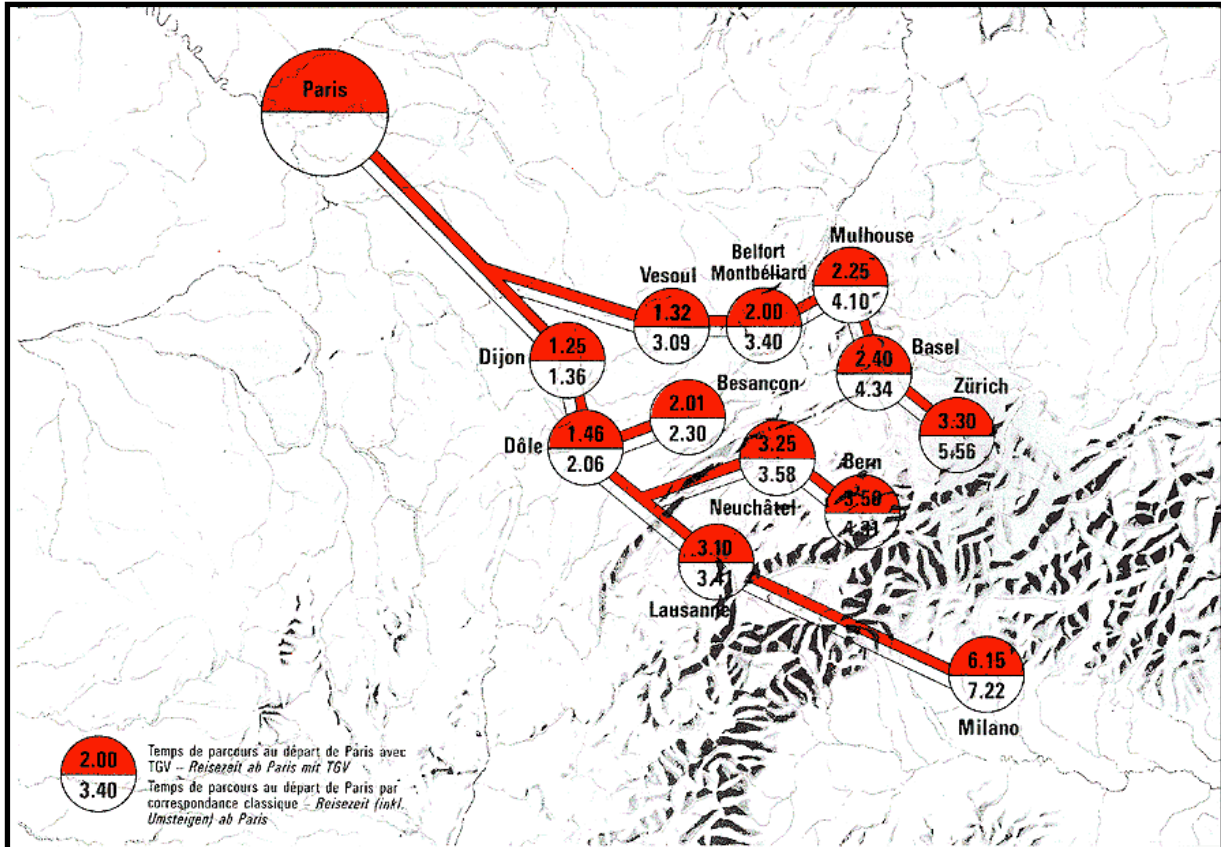 Paris
Mulhouse
2.25
4.10
Belfort
Montbéliard
2.00
3.40
Vesoul
1.32
3.09
Dijon
1.25
1.36
Basel
2.40
4.34
Besançon
2.01
2.30
Zürich
3.30
5.56
Dôle
1.46
2.06
3.25
3.58
Neuchâtel
Bern
3.10
3.41
Lausanne
6.15
7.22
Milano
2.00
3.40
Temps de parcours au départ de Paris avec
TGV – Reisezeit ab Paris mit TGV
Temps de parcours au départ de Paris par
correspondance classique – Reisezeit (inkl.
Umsteigen) ab Paris